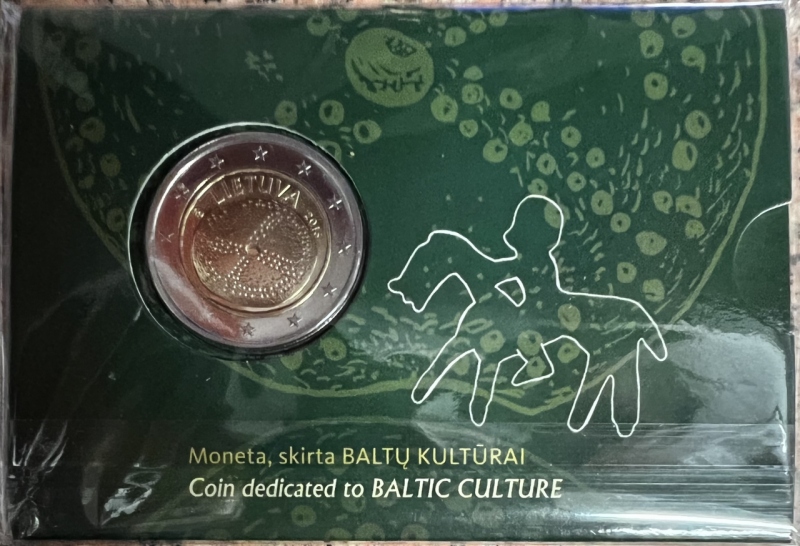 LIETUVA
Moneta, skirta BALTŲ KULTŪRAI
Coin dedicated to BALTIC CULTURE